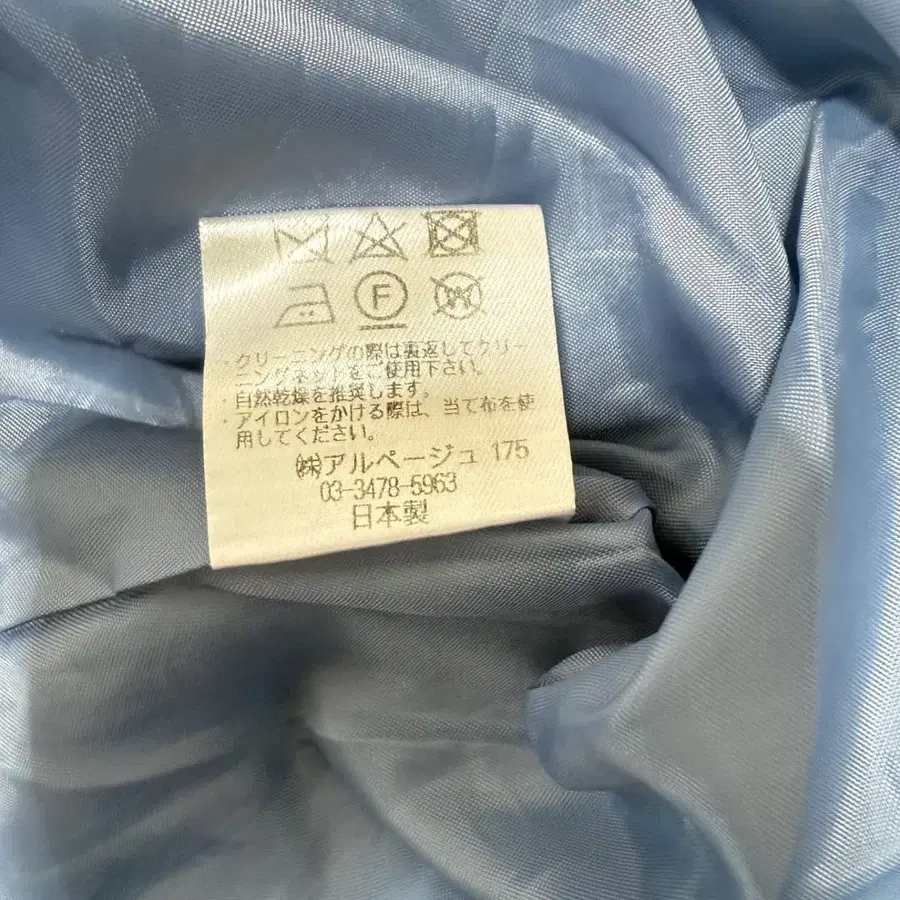 F
W
・クリーニングの際は裏返してクリー
ニングネットをご使用下さい。
・自然乾燥を推奨します。
・アイロンをかける際は、当て布を使
用してください。
㈱アルページュ 175
03-3478-5963
日本製